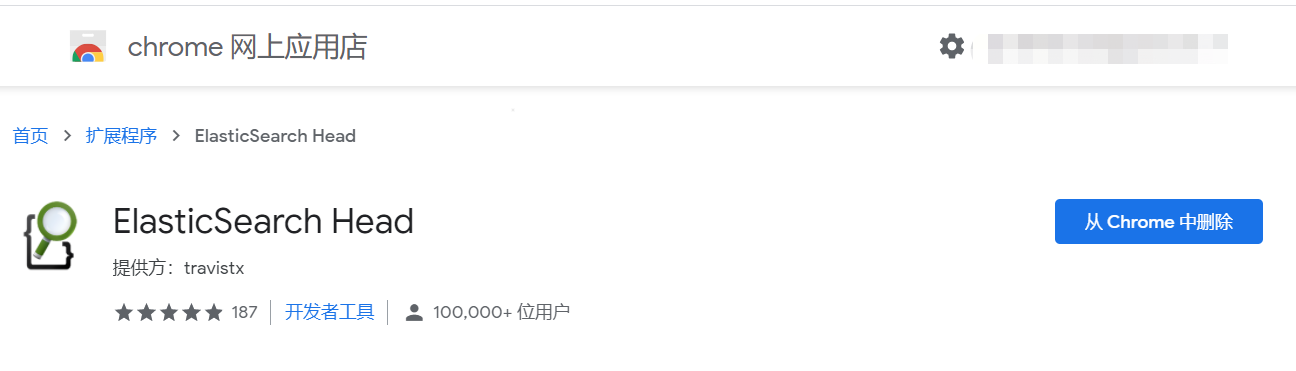 chrome 网上应用店
首页 > 扩展程序 > ElasticSearch Head
ElasticSearch Head
从 Chrome 中删除
提供方：travistx
187 开发者工具 100,000+ 位用户